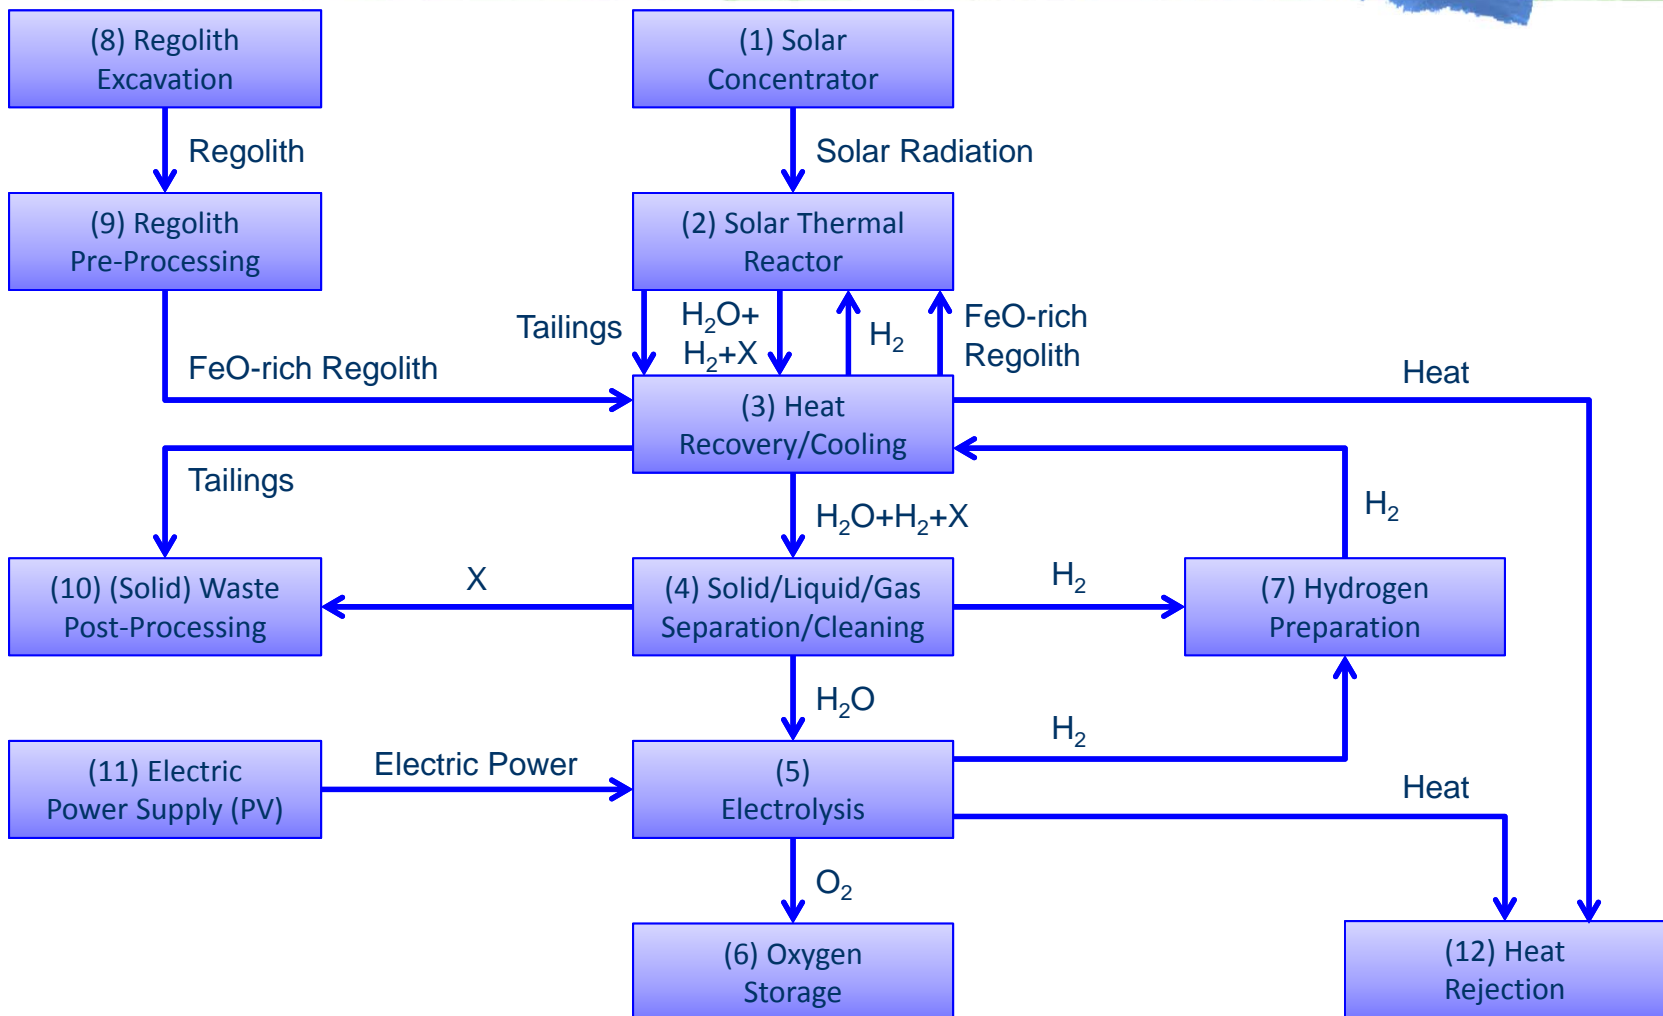 (8) Regolith
Excavation
(1) Solar
Concentrator
Regolith
Solar Radiation
(9) Regolith
Pre-Processing
(2) Solar Thermal
Reactor
Tailings
H₂O+
H₂+X
H₂
FeO-rich
Regolith
FeO-rich Regolith
Heat
(3) Heat
Recovery/Cooling
Tailings
H₂O+H₂+X
H₂
(10) (Solid) Waste
Post-Processing
X
(4) Solid/Liquid/Gas
Separation/Cleaning
H₂
(7) Hydrogen
Preparation
H₂O
H₂
(11) Electric
Power Supply (PV)
Electric Power
(5)
Electrolysis
Heat
O₂
(6) Oxygen
Storage
(12) Heat
Rejection